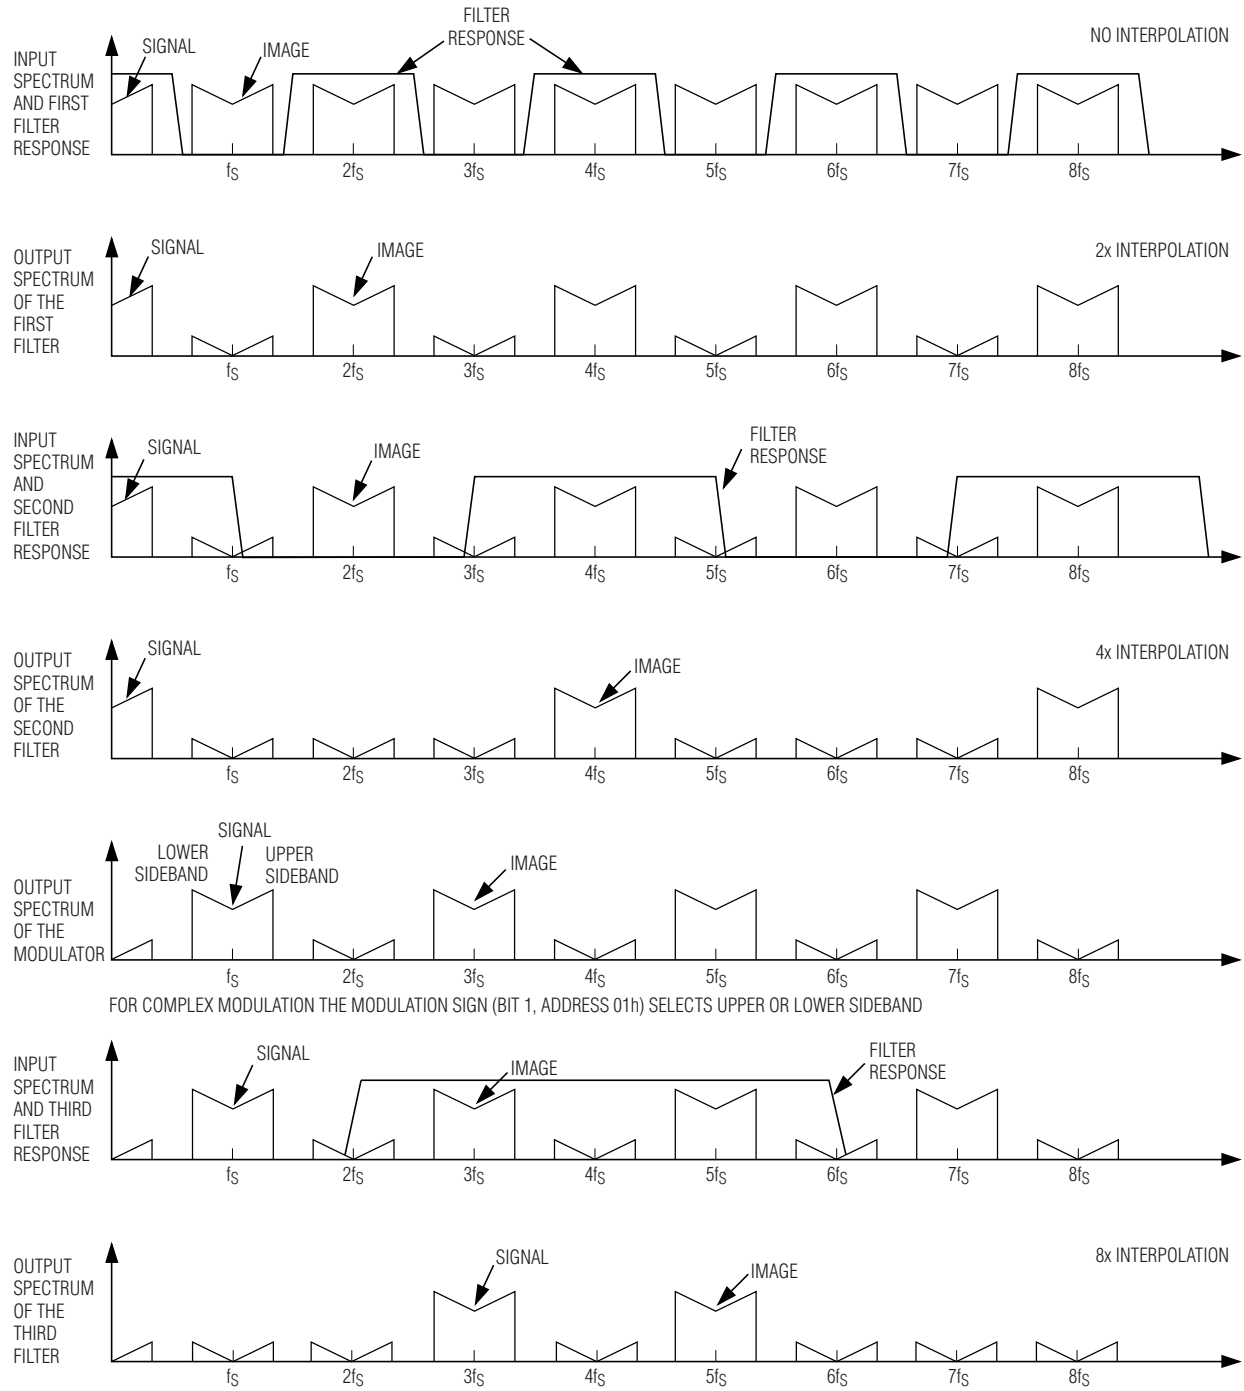 FILTER
RESPONSE
NO INTERPOLATION
SIGNAL
IMAGE
INPUT
SPECTRUM
AND FIRST
FILTER
RESPONSE
fS
2fS
3fS
4fS
5fS
6fS
7fS
8fS
SIGNAL
IMAGE
2x INTERPOLATION
OUTPUT
SPECTRUM
OF THE
FIRST
FILTER
fS
2fS
3fS
4fS
5fS
6fS
7fS
8fS
SIGNAL
IMAGE
FILTER
RESPONSE
INPUT
SPECTRUM
AND
SECOND
FILTER
RESPONSE
fS
2fS
3fS
4fS
5fS
6fS
7fS
8fS
SIGNAL
IMAGE
4x INTERPOLATION
OUTPUT
SPECTRUM
OF THE
SECOND
FILTER
fS
2fS
3fS
4fS
5fS
6fS
7fS
8fS
SIGNAL
LOWER
SIDEBAND
UPPER
SIDEBAND
IMAGE
OUTPUT
SPECTRUM
OF THE
MODULATOR
fS
2fS
3fS
4fS
5fS
6fS
7fS
8fS
FOR COMPLEX MODULATION THE MODULATION SIGN (BIT 1, ADDRESS 01h) SELECTS UPPER OR LOWER SIDEBAND
SIGNAL
IMAGE
FILTER
RESPONSE
INPUT
SPECTRUM
AND THIRD
FILTER
RESPONSE
fS
2fS
3fS
4fS
5fS
6fS
7fS
8fS
SIGNAL
IMAGE
8x INTERPOLATION
OUTPUT
SPECTRUM
OF THE
THIRD
FILTER
fS
2fS
3fS
4fS
5fS
6fS
7fS
8fS